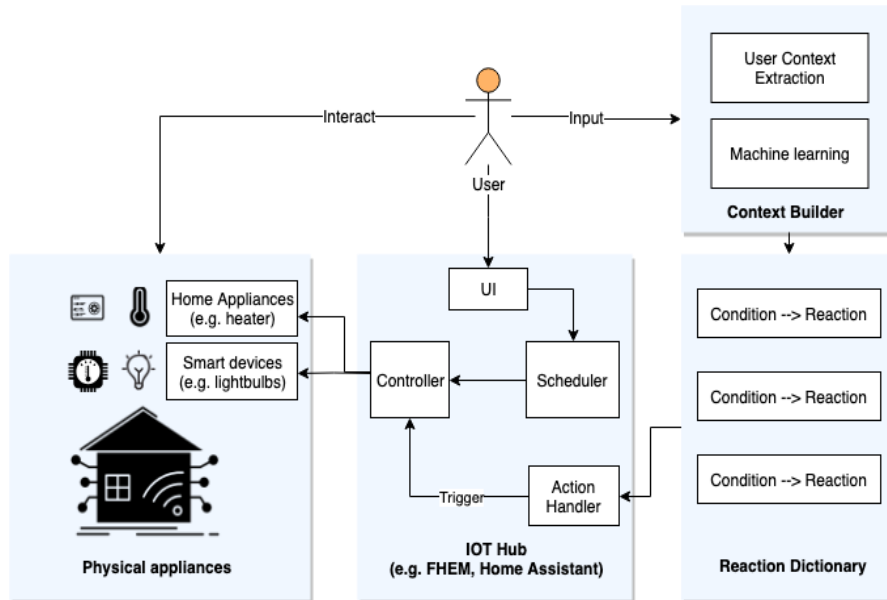 User Context
Extraction
Machine learning
Context Builder
Interact
Input
User
Home Appliances
(e.g. heater)
Smart devices
(e.g. lightbulbs)
Physical appliances
UI
Controller
Scheduler
Trigger
Action
Handler
IOT Hub
(e.g. FHEM, Home Assistant)
Condition --> Reaction
Condition --> Reaction
Condition --> Reaction
Reaction Dictionary